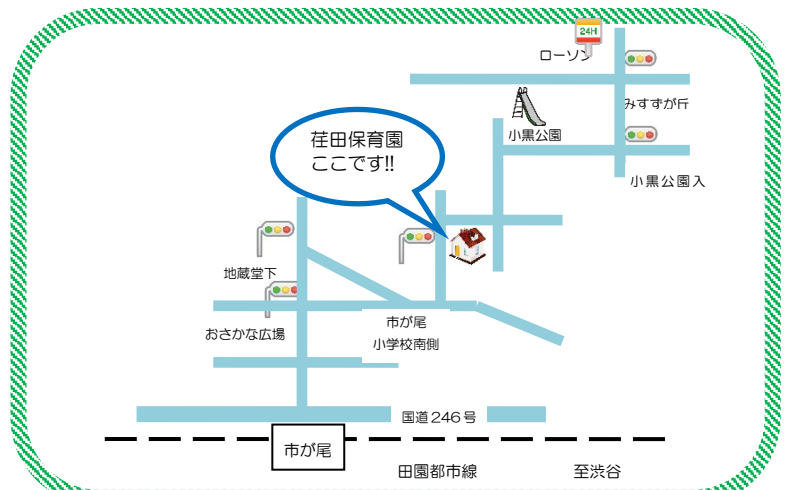 24H
ローソン
みすずが丘
小黒公園
小黒公園入
荏田保育園
ここです!!
地蔵堂下
おさかな広場
市が尾
小学校南側
国道246号
市が尾
田園都市線
至渋谷